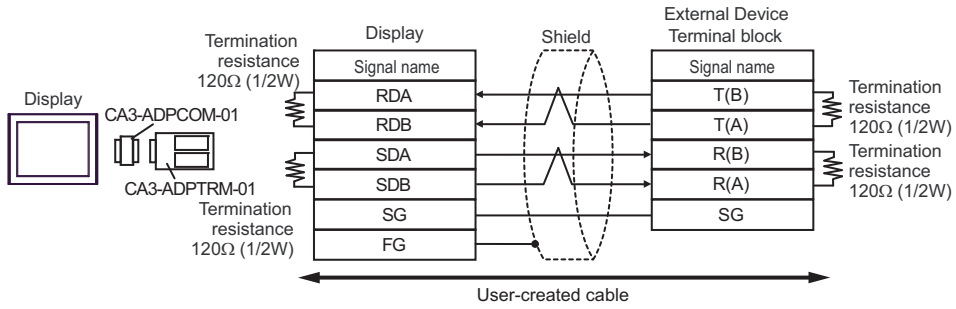 Display
CA3-ADPCOM-01
CA3-ADPTRM-01
Termination
resistance
120Ω (1/2W)
Termination
resistance
120Ω (1/2W)
Display
Signal name
RDA
RDB
SDA
SDB
SG
FG
Shield
External Device
Terminal block
Signal name
T(B)
T(A)
R(B)
R(A)
SG
Termination
resistance
120Ω (1/2W)
Termination
resistance
120Ω (1/2W)
User-created cable